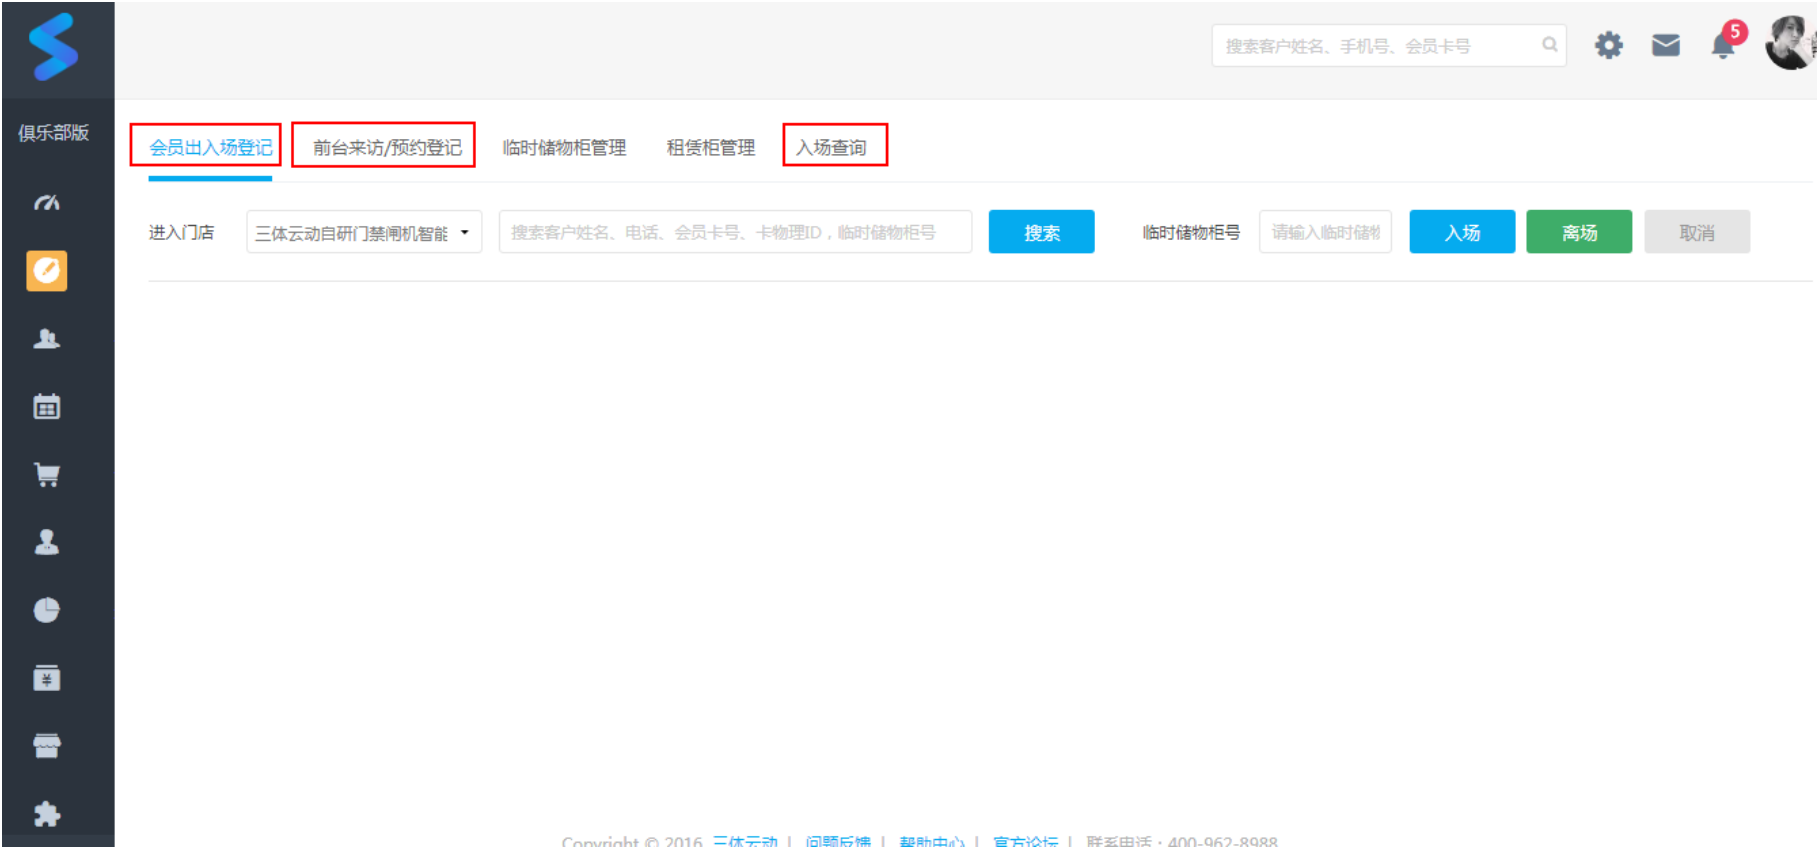 搜索客户姓名、手机号、会员卡号
5
俱乐部版
会员出入场登记 前台来访/预约登记 临时储物柜管理 租赁柜管理 入场查询
进入门店 三体云动自研门禁闸机智能 搜索客户姓名、电话、会员卡号、卡物理ID，临时储物柜号 搜索 临时储物柜号 请输入临时储物 入场 离场 取消
Copyright © 2016 三体云动 | 问题反馈 | 帮助中心 | 官方论坛 | 联系电话：400-962-8988